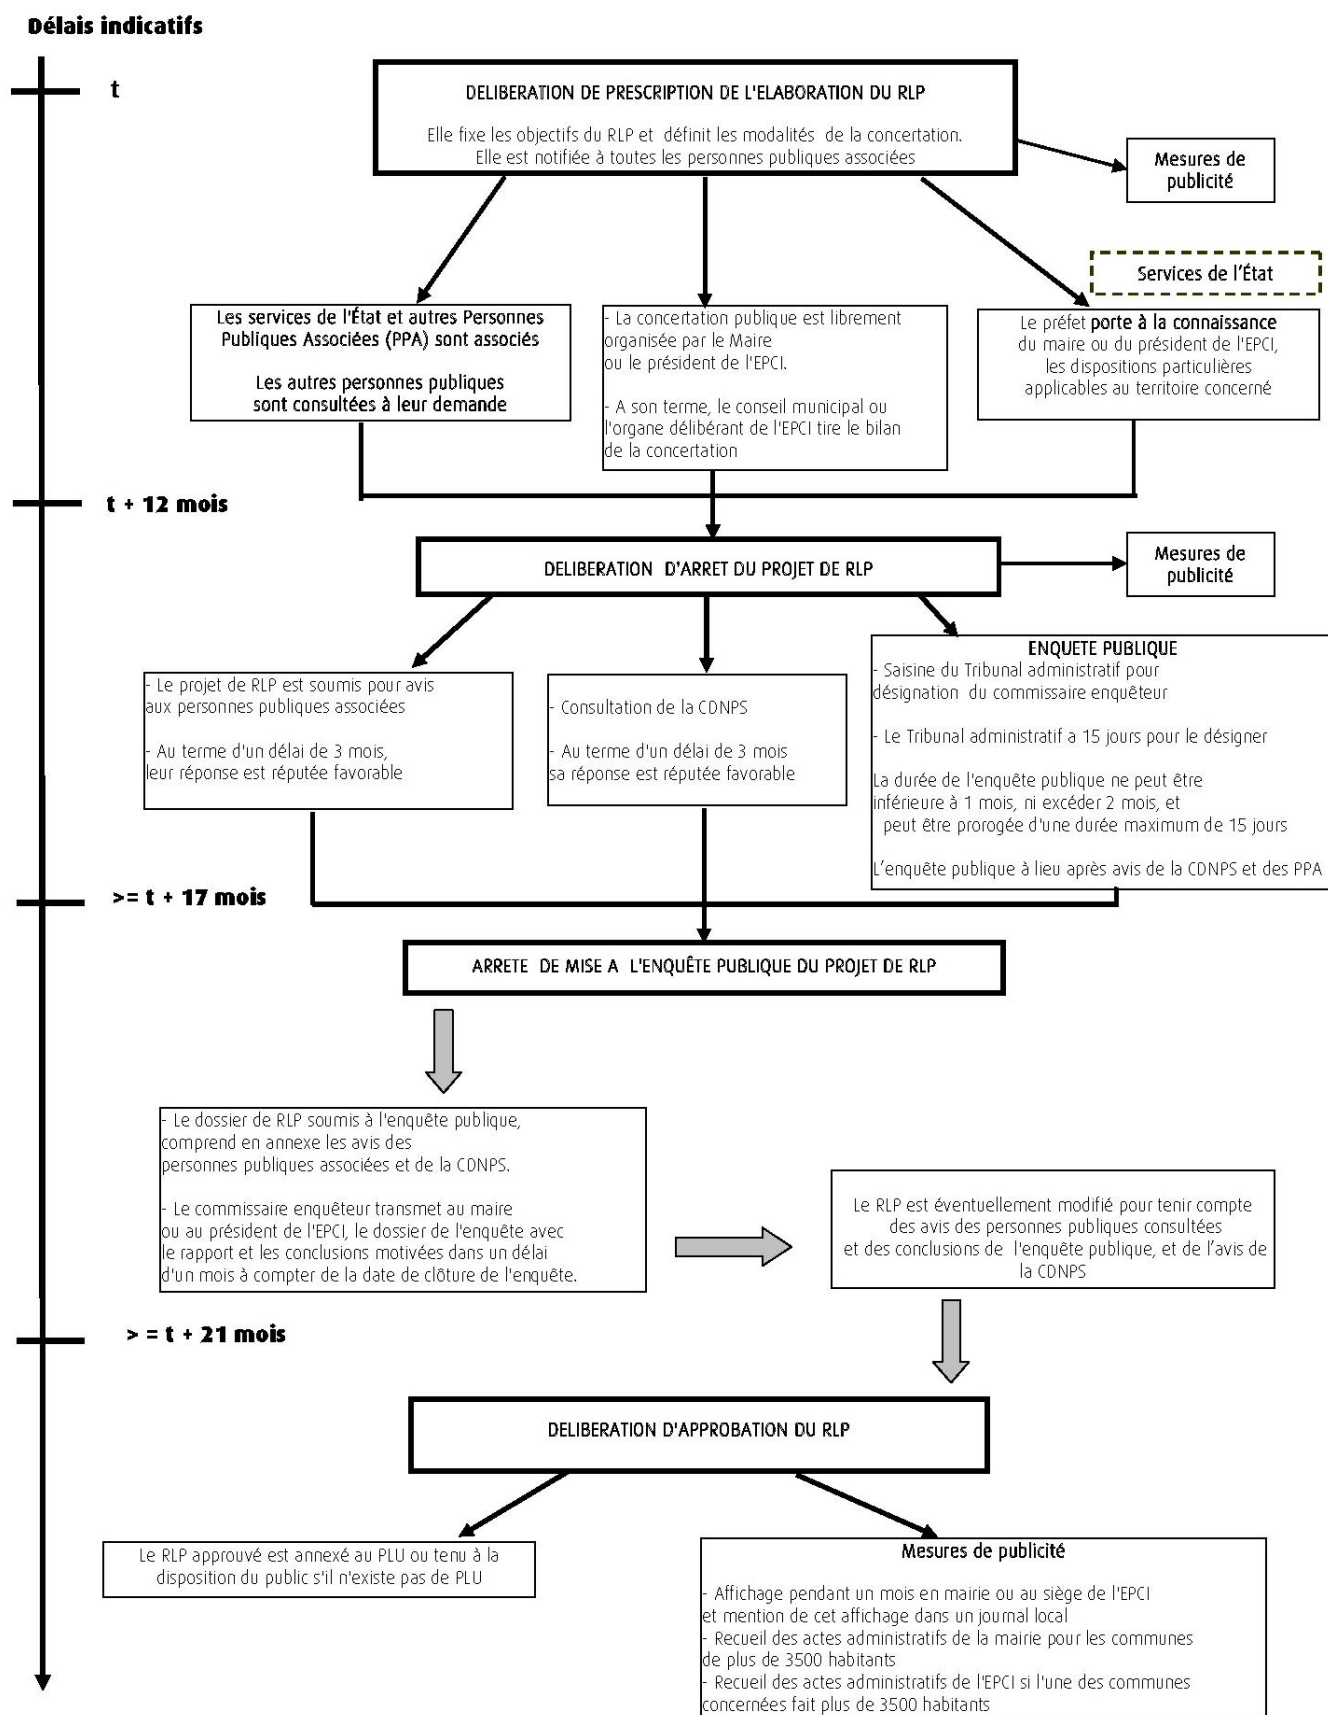 Délais indicatifs
t
DELIBERATION DE PRESCRIPTION DE L'ELABORATION DU RLP
Elle fixe les objectifs du RLP et définit les modalités de la concertation.
Elle est notifiée à toutes les personnes publiques associées
Mesures de
publicité
Services de l'État
Les services de l'État et autres Personnes
Publiques Associées (PPA) sont associés
Les autres personnes publiques
sont consultées à leur demande
- La concertation publique est librement
organisée par le Maire
ou le président de l'EPCI.
- A son terme, le conseil municipal ou
l'organe délibérant de l'EPCI tire le bilan
de la concertation
Le préfet porte à la connaissance
du maire ou du président de l'EPCI,
les dispositions particulières
applicables au territoire concerné
t + 12 mois
DELIBERATION D'ARRET DU PROJET DE RLP
Mesures de
publicité
- Le projet de RLP est soumis pour avis
aux personnes publiques associées
- Au terme d'un délai de 3 mois,
leur réponse est réputée favorable
- Consultation de la CDNPS
- Au terme d'un délai de 3 mois
sa réponse est réputée favorable
ENQUETE PUBLIQUE
- Saisine du Tribunal administratif pour
désignation du commissaire enquêteur
- Le Tribunal administratif a 15 jours pour le désigner
La durée de l'enquête publique ne peut être
inférieure à 1 mois, ni excéder 2 mois, et
peut être prorogée d'une durée maximum de 15 jours
L'enquête publique à lieu après avis de la CDNPS et des PPA
>= t + 17 mois
ARRETE DE MISE A L'ENQUÊTE PUBLIQUE DU PROJET DE RLP
- Le dossier de RLP soumis à l'enquête publique,
comprend en annexe les avis des
personnes publiques associées et de la CDNPS.
- Le commissaire enquêteur transmet au maire
ou au président de l'EPCI, le dossier de l'enquête avec
le rapport et les conclusions motivées dans un délai
d'un mois à compter de la date de clôture de l'enquête.
Le RLP est éventuellement modifié pour tenir compte
des avis des personnes publiques consultées
et des conclusions de l'enquête publique, et de l'avis de
la CDNPS
> = t + 21 mois
DELIBERATION D'APPROBATION DU RLP
Le RLP approuvé est annexé au PLU ou tenu à la
disposition du public s'il n'existe pas de PLU
Mesures de publicité
- Affichage pendant un mois en mairie ou au siège de l'EPCI
et mention de cet affichage dans un journal local
- Recueil des actes administratifs de la mairie pour les communes
de plus de 3500 habitants
- Recueil des actes administratifs de l'EPCI si l'une des communes
concernées fait plus de 3500 habitants